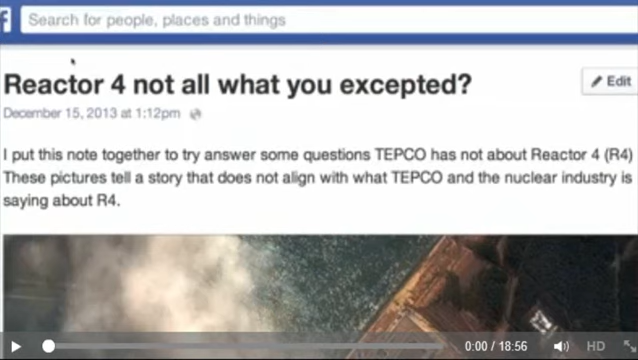 f
Search for people, places and things
Reactor 4 not all what you excepted?
Edit
December 15, 2013 at 1:12pm
I put this note together to try answer some questions TEPCO has not about Reactor 4 (R4)
These pictures tell a story that does not align with what TEPCO and the nuclear industry is
saying about R4.
0:00 / 18:56
HD